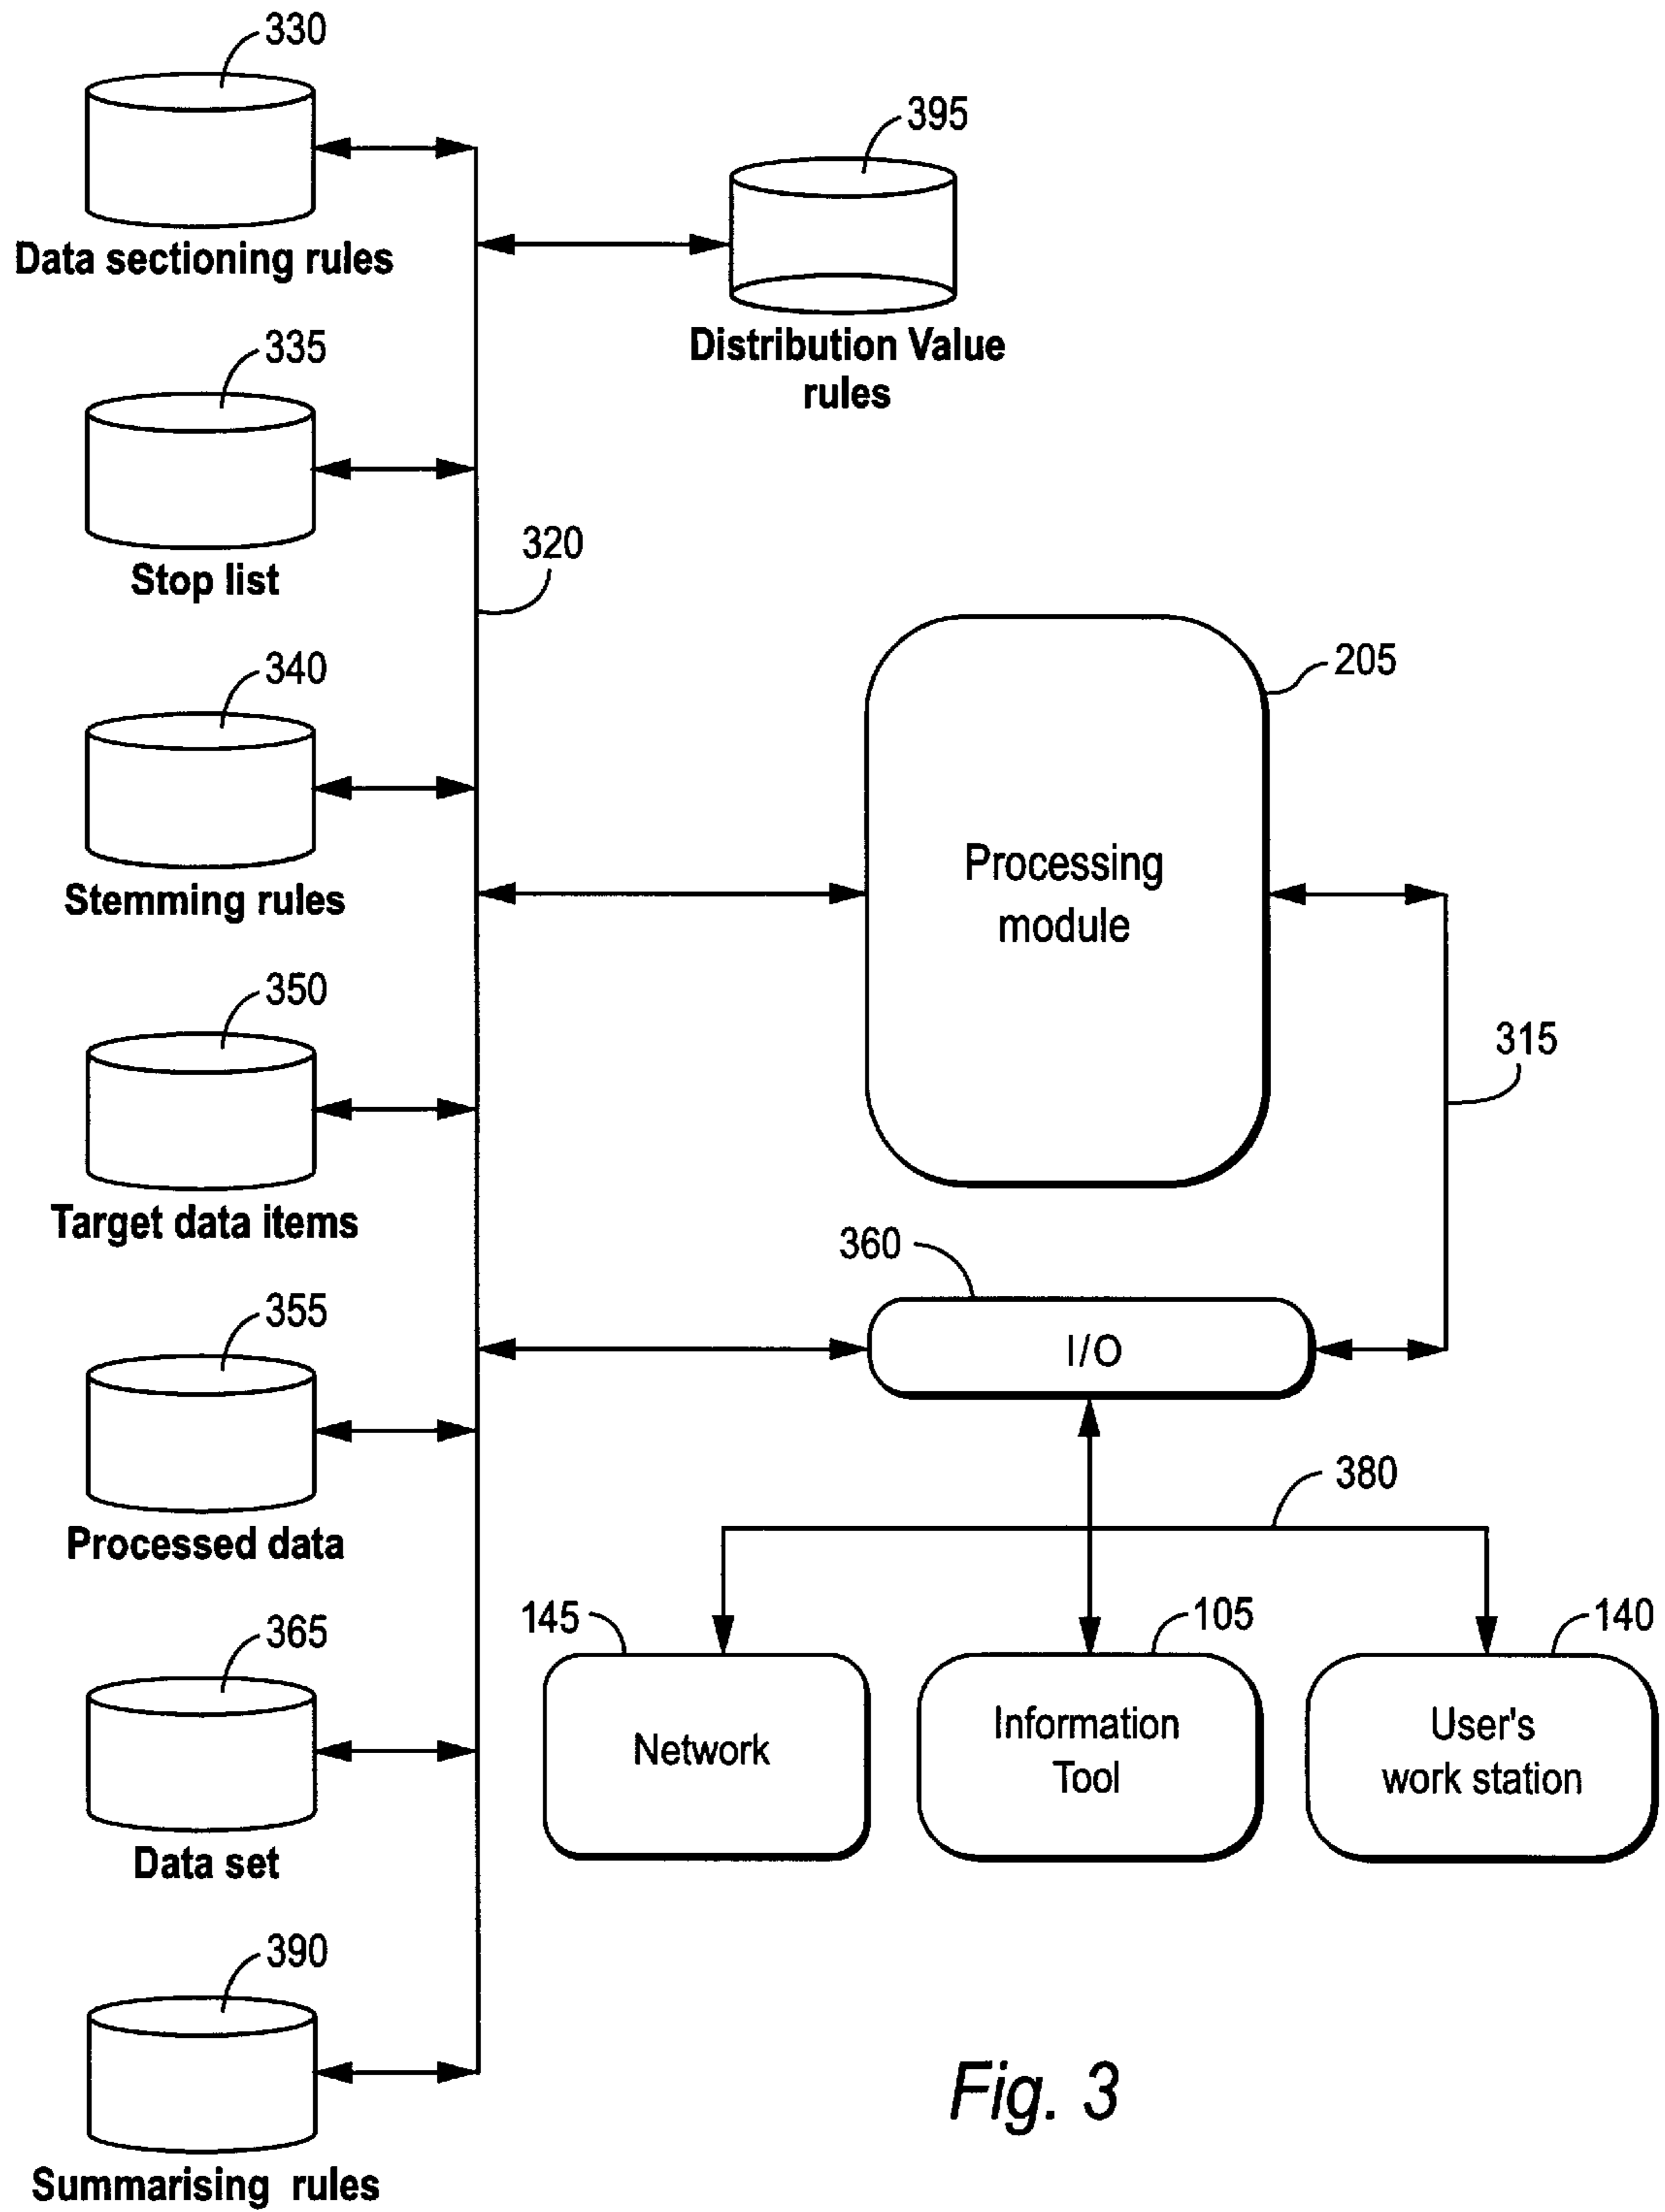 330
395
Data sectioning rules
Distribution Value
rules
335
Stop list
320
340
205
Stemming rules
Processing
module
350
315
Target data items
360
I/O
355
Processed data
380
365
145
105
140
Network
Information
Tool
User's
work station
Data set
390
Summarising rules
Fig. 3